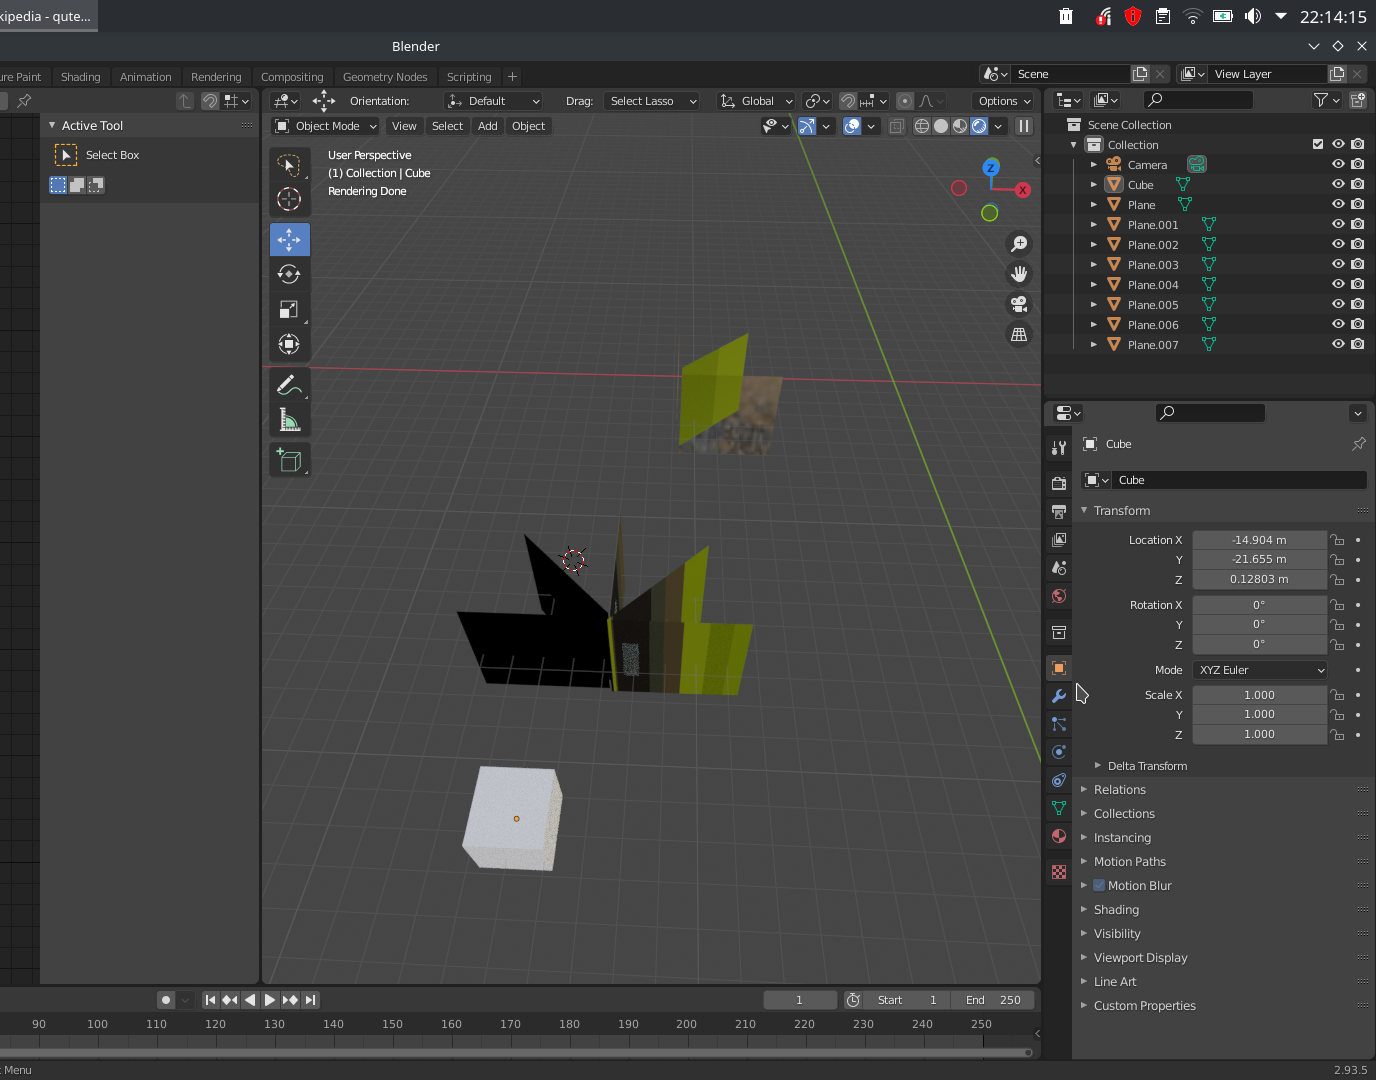 kipedia - qute...
22:14:15
Blender
ure Paint Shading Animation Rendering Compositing Geometry Nodes Scripting +
Scene
View Layer
Orientation: Default Drag: Select Lasso Global Options
Active Tool
Select Box
Object Mode View Select Add Object
User Perspective
(1) Collection | Cube
Rendering Done
Z
X
Scene Collection
Collection
Camera
Cube
Plane
Plane.001
Plane.002
Plane.003
Plane.004
Plane.005
Plane.006
Plane.007
Cube
Cube
Transform
Location X -14.904 m
Y -21.655 m
Z 0.12803 m
Rotation X 0°
Y 0°
Z 0°
Mode XYZ Euler
Scale X 1.000
Y 1.000
Z 1.000
Delta Transform
Relations
Collections
Instancing
Motion Paths
Motion Blur
Shading
Visibility
Viewport Display
Line Art
Custom Properties
1 Start 1 End 250
90 100 110 120 130 140 150 160 170 180 190 200 210 220 230 240 250
t Menu
2.93.5